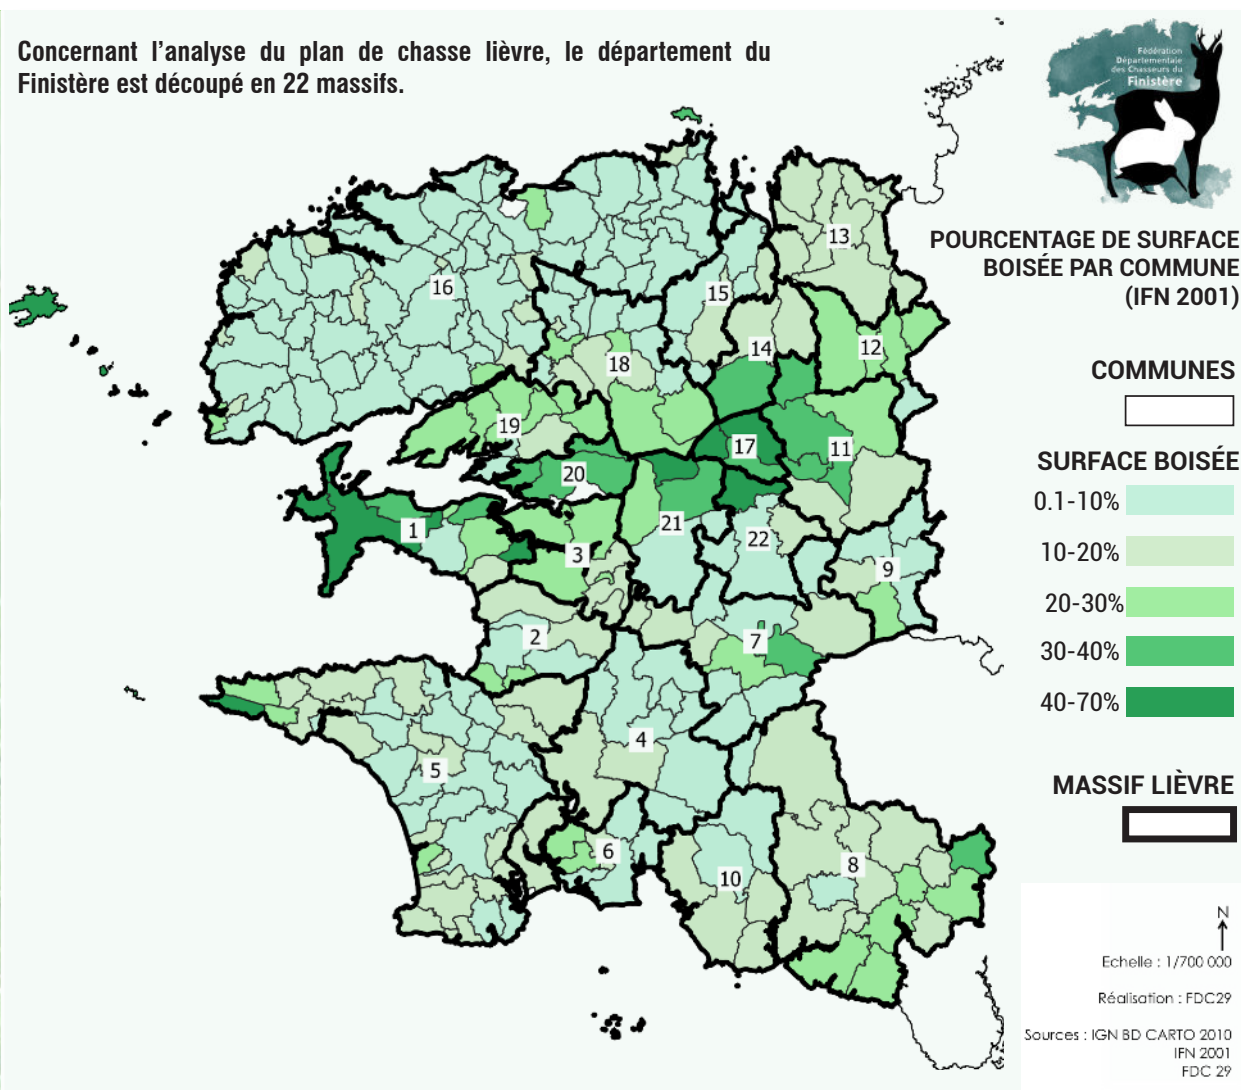 Concernant l'analyse du plan de chasse lièvre, le département du
Finistère est découpé en 22 massifs.
Fédération
Départementale
des Chasseurs du
Finistère
POURCENTAGE DE SURFACE
BOISÉE PAR COMMUNE
(IFN 2001)
COMMUNES
SURFACE BOISÉE
0.1-10%
10-20%
20-30%
30-40%
40-70%
MASSIF LIÈVRE
13
16
15
14
12
18
19
17
11
20
21
1
22
3
9
2
7
4
5
6
8
10
N
Echelle : 1/700 000
Réalisation : FDC29
Sources : IGN BD CARTO 2010
IFN 2001
FDC 29